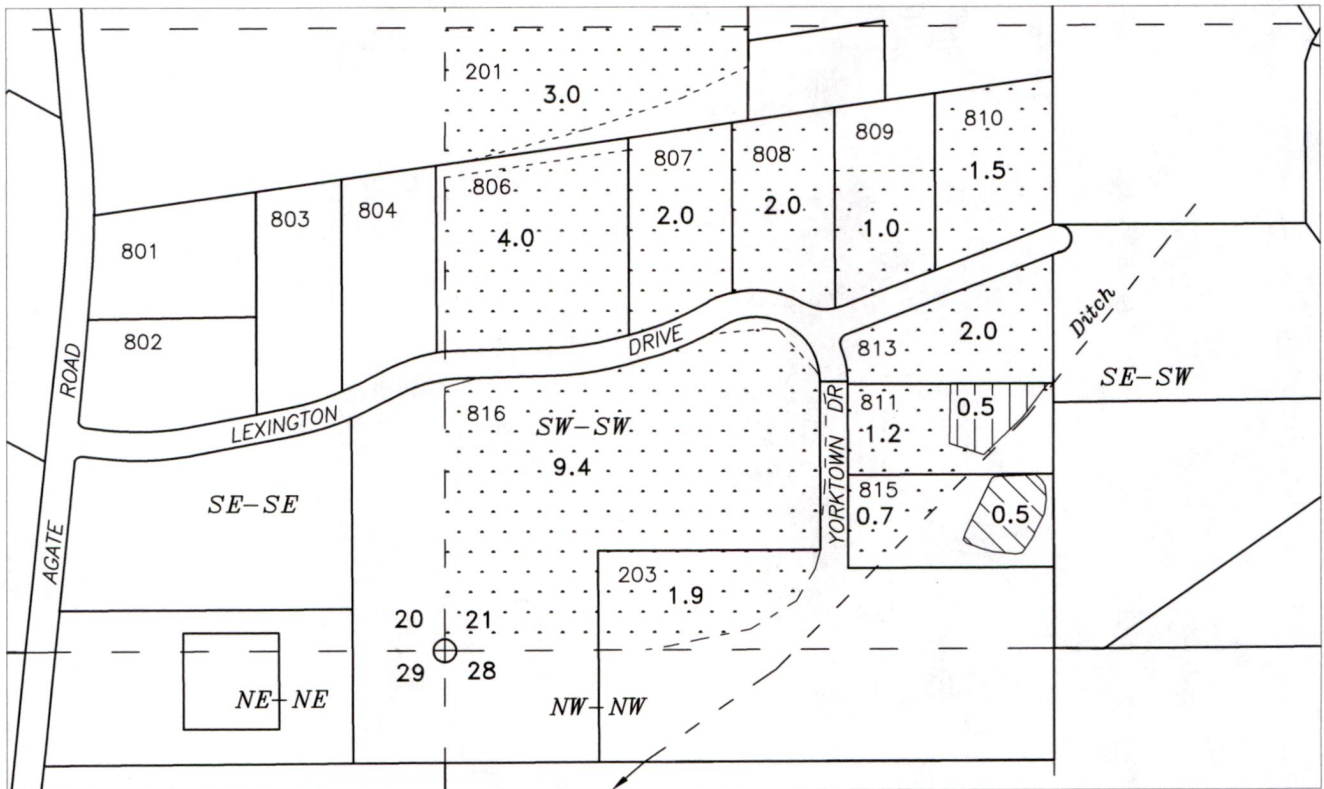 201
3.0
810
809
807
808
1.5
806
803
804
2.0
2.0
1.0
4.0
801
Ditch
DRIVE
2.0
802
813
ROAD
SE-SW
811
0.5
816
LEXINGTON
SW-SW
1.2
YORKTOWN DR
9.4
815
SE-SE
0.7
0.5
AGATE
203
1.9
20 21
29 28
NE-NE
NW-NW